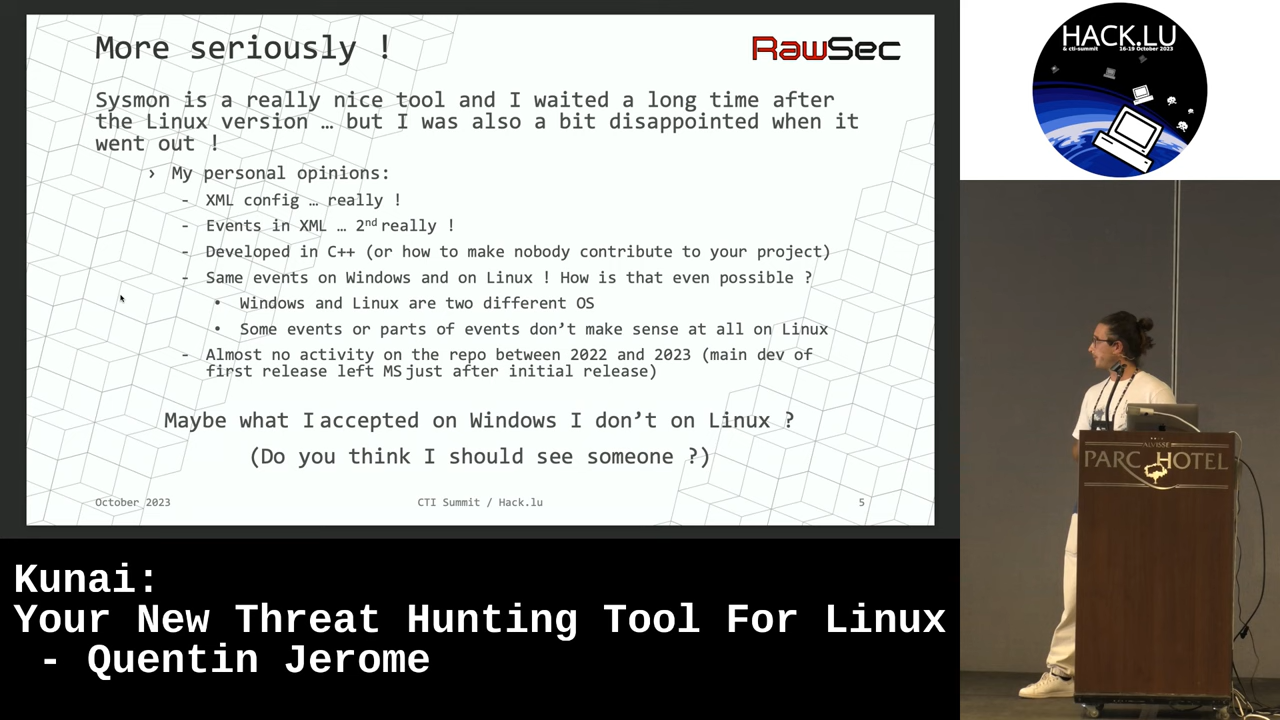 More seriously !
RawSec
Sysmon is a really nice tool and I waited a long time after
the Linux version … but I was also a bit disappointed when it
went out !
› My personal opinions:
- XML config … really !
- Events in XML … 2nd really !
- Developed in C++ (or how to make nobody contribute to your project)
- Same events on Windows and on Linux ! How is that even possible ?
• Windows and Linux are two different OS
• Some events or parts of events don’t make sense at all on Linux
- Almost no activity on the repo between 2022 and 2023 (main dev of
first release left MS just after initial release)
Maybe what I accepted on Windows I don’t on Linux ?
(Do you think I should see someone ?)
October 2023
CTI Summit / Hack.lu
5
HACK.LU
& cti-summit 16-19 October 2023
ALVISSE
PARC HOTEL
Kunai:
Your New Threat Hunting Tool For Linux
- Quentin Jerome